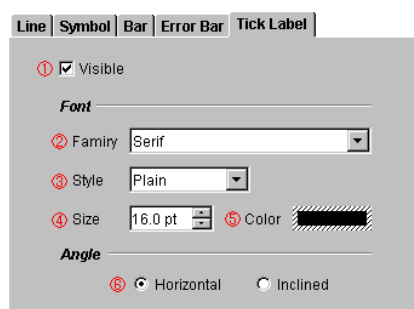 Line Symbol Bar Error Bar Tick Label
① Visible
Font
② Famiry Serif
③ Style Plain
④ Size 16.0 pt ⑤ Color
Angle
⑥ Horizontal Inclined